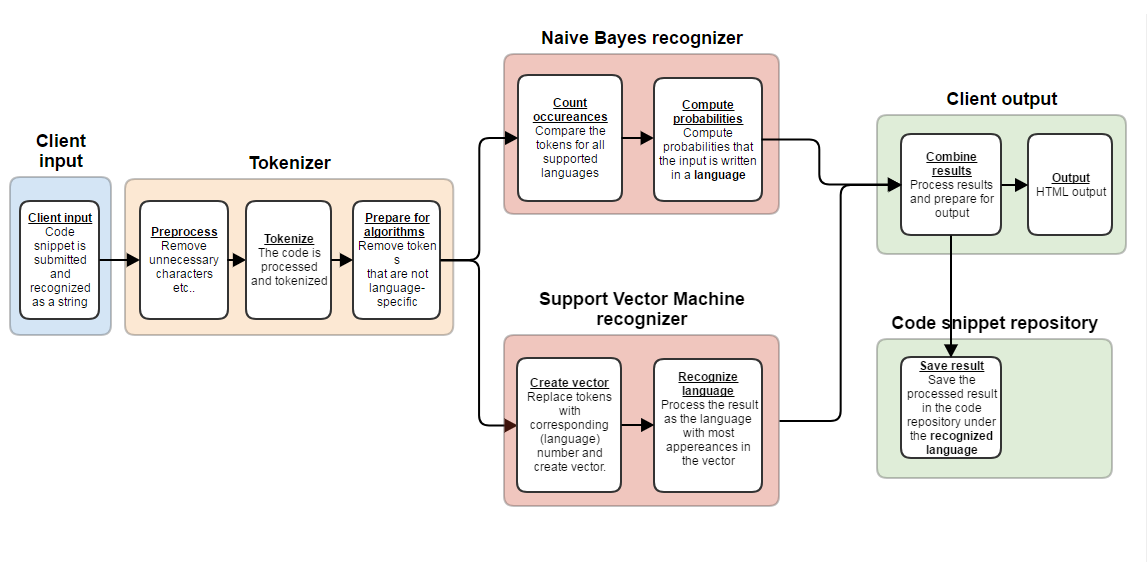 Client
input
Client input
Code
snippet is
submitted
and
recognized
as a string
Tokenizer
Preprocess
Remove
unnecessary
characters
etc..
Tokenize
The code is
processed
and tokenized
Prepare for
algorithms
Remove token
s
that are not
language-
specific
Naive Bayes recognizer
Count
occureances
Compare the
tokens for all
supported
languages
Compute
probabilities
Compute
probabilities that
the input is written
in a language
Support Vector Machine
recognizer
Create vector
Replace tokens
with
corresponding
(language)
number and
create vector.
Recognize
language
Process the result
as the language
with most
appereances in
the vector
Client output
Combine
results
Process results
and prepare for
output
Output
HTML output
Code snippet repository
Save result
Save the
processed result
in the code
repository under
the recognized
language